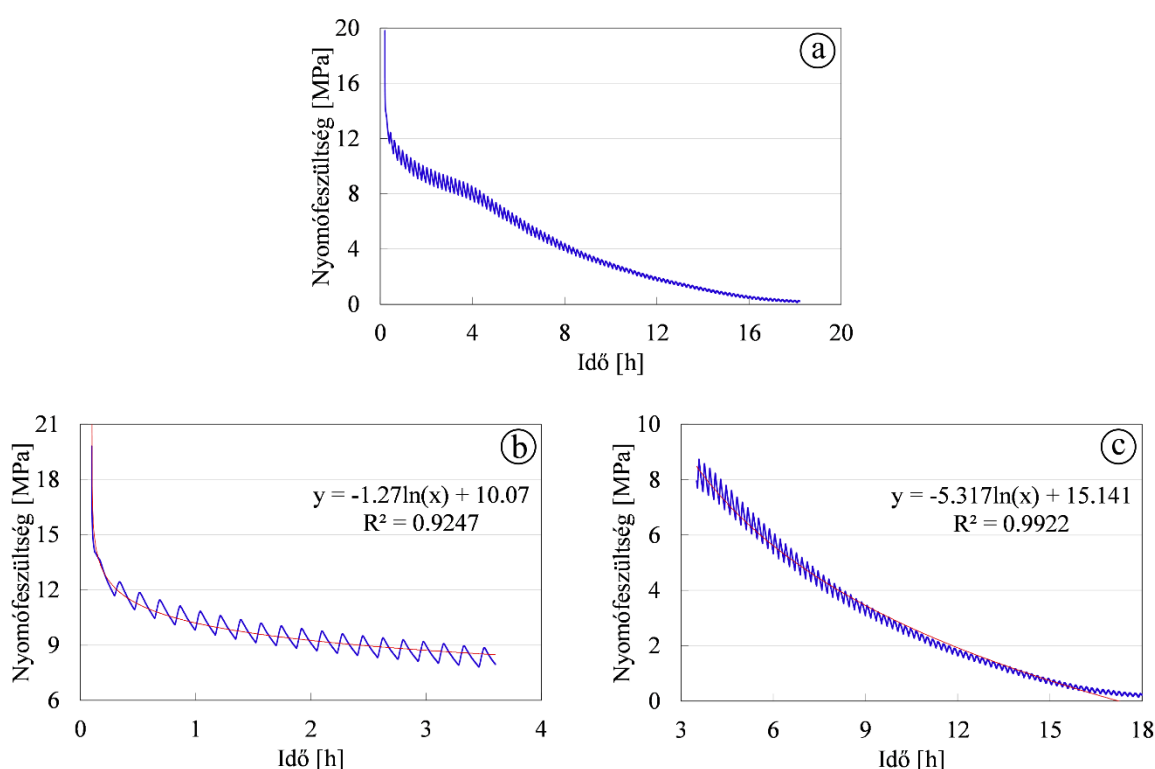 a
Nyomófeszültség [MPa]
20
16
12
8
4
0
0 4 8 12 16 20
Idő [h]
b
Nyomófeszültség [MPa]
21
18
15
12
9
6
y = -1.27ln(x) + 10.07
R² = 0.9247
0 1 2 3 4
Idő [h]
c
Nyomófeszültség [MPa]
10
8
6
4
2
0
y = -5.317ln(x) + 15.141
R² = 0.9922
3 6 9 12 15 18
Idő [h]